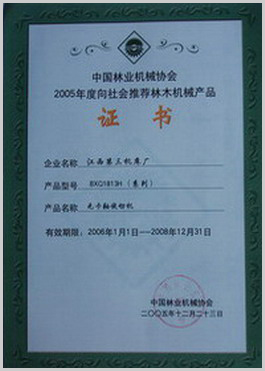 中国林业机械协会
2005年度向社会推荐林木机械产品
证书
企业名称: 江西第三机床厂
产品型号: BXQ1813H (系列)
产品名称: 无卡轴旋切机
有效期限: 2006年1月1日---2008年12月31日
中国林业机械协会
二〇〇五年十二月二十三日